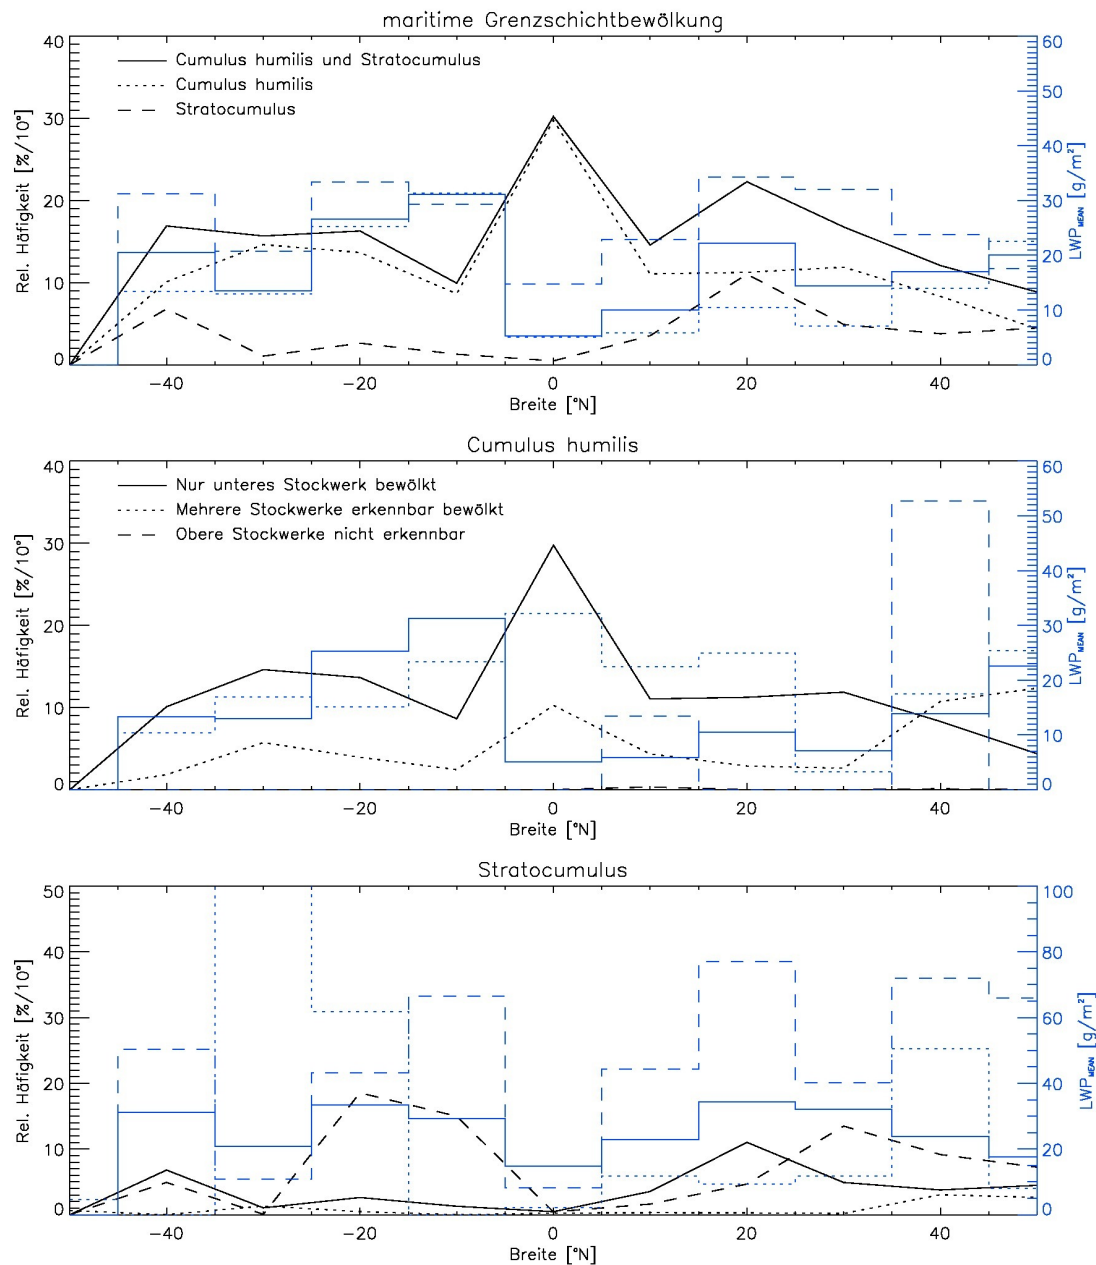 maritime Grenzschichtbewölkung
Cumulus humilis und Stratocumulus
Cumulus humilis
Stratocumulus
Rel. Häfigkeit [%/10°]
40
30
20
10
0
60
50
40
30
20
10
0
LWP_MEAN [g/m²]
−40 −20 0 20 40
Breite [°N]
Cumulus humilis
Nur unteres Stockwerk bewölkt
Mehrere Stockwerke erkennbar bewölkt
Obere Stockwerke nicht erkennbar
Rel. Häfigkeit [%/10°]
40
30
20
10
0
60
50
40
30
20
10
0
LWP_MEAN [g/m²]
−40 −20 0 20 40
Breite [°N]
Stratocumulus
Rel. Häfigkeit [%/10°]
50
40
30
20
10
0
100
80
60
40
20
0
LWP_MEAN [g/m²]
−40 −20 0 20 40
Breite [°N]